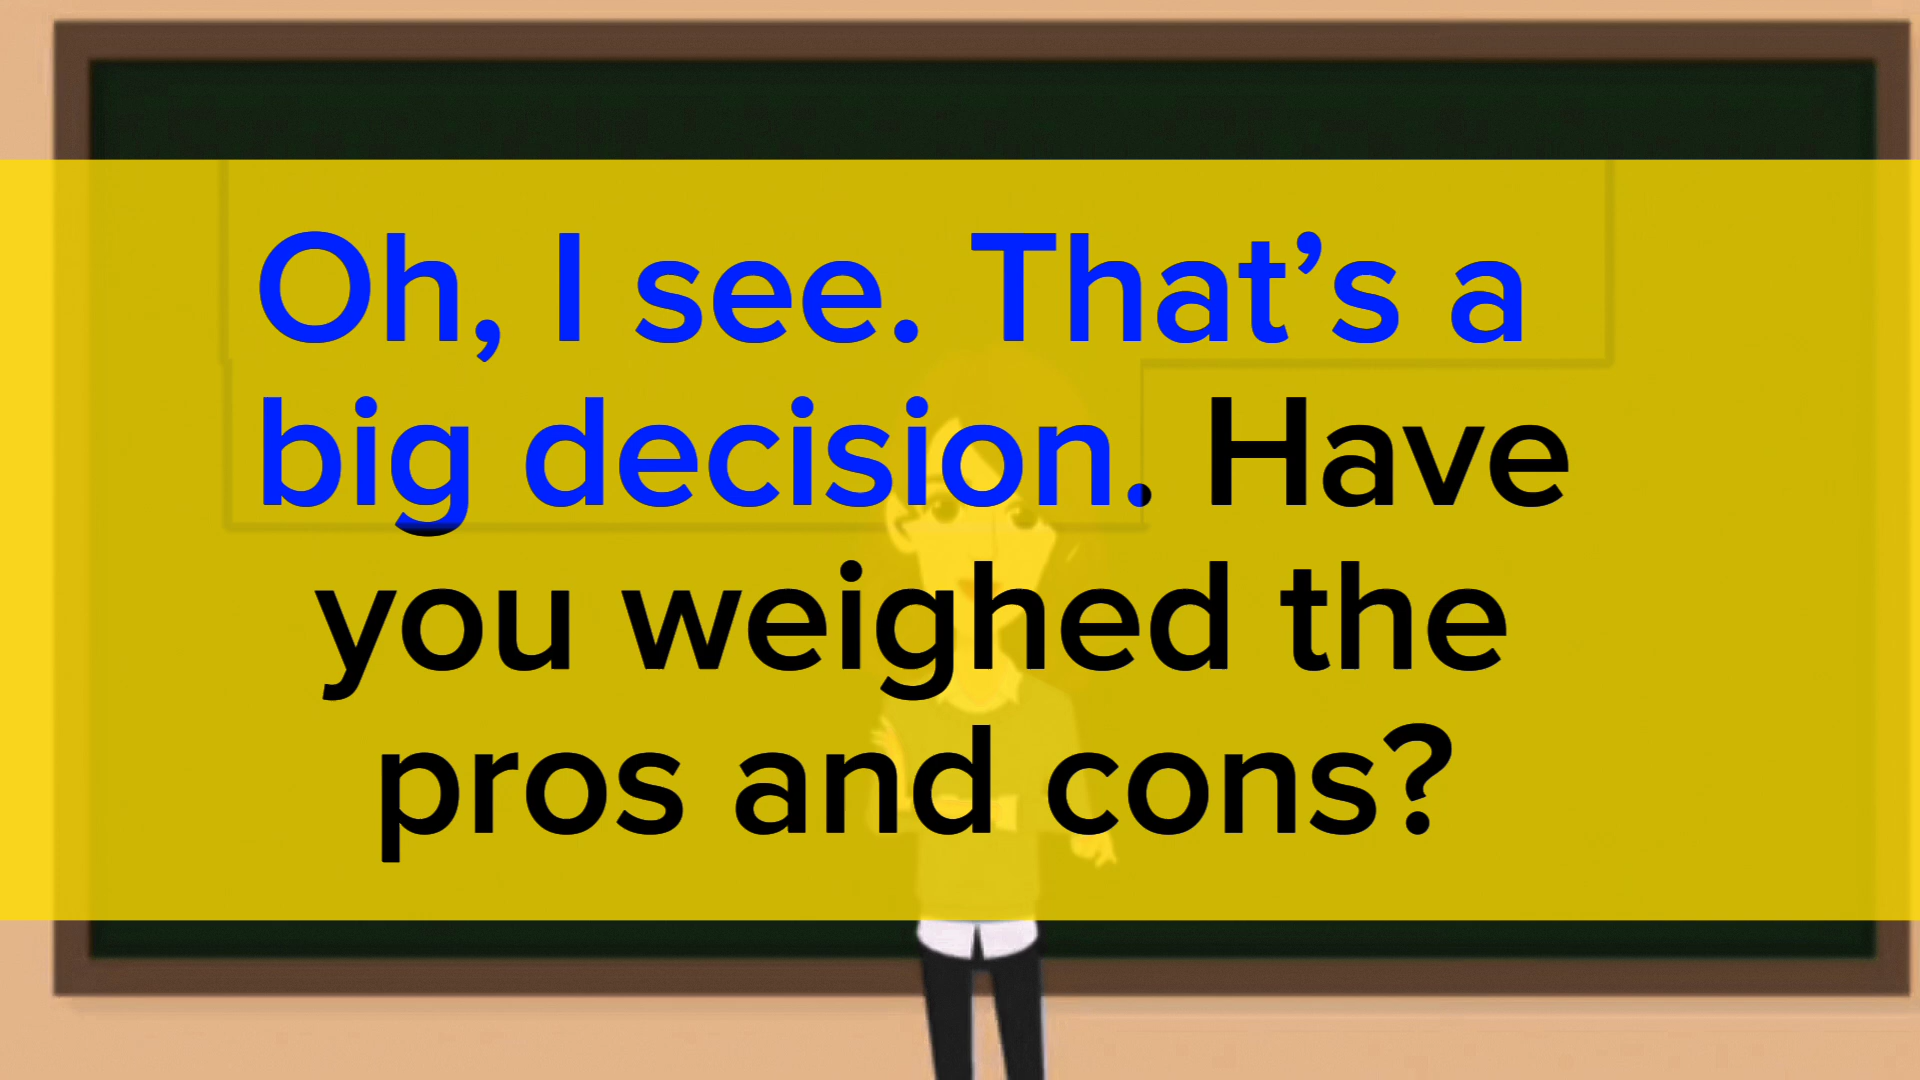 Oh, I see. That’s a
big decision. Have
you weighed the
pros and cons?